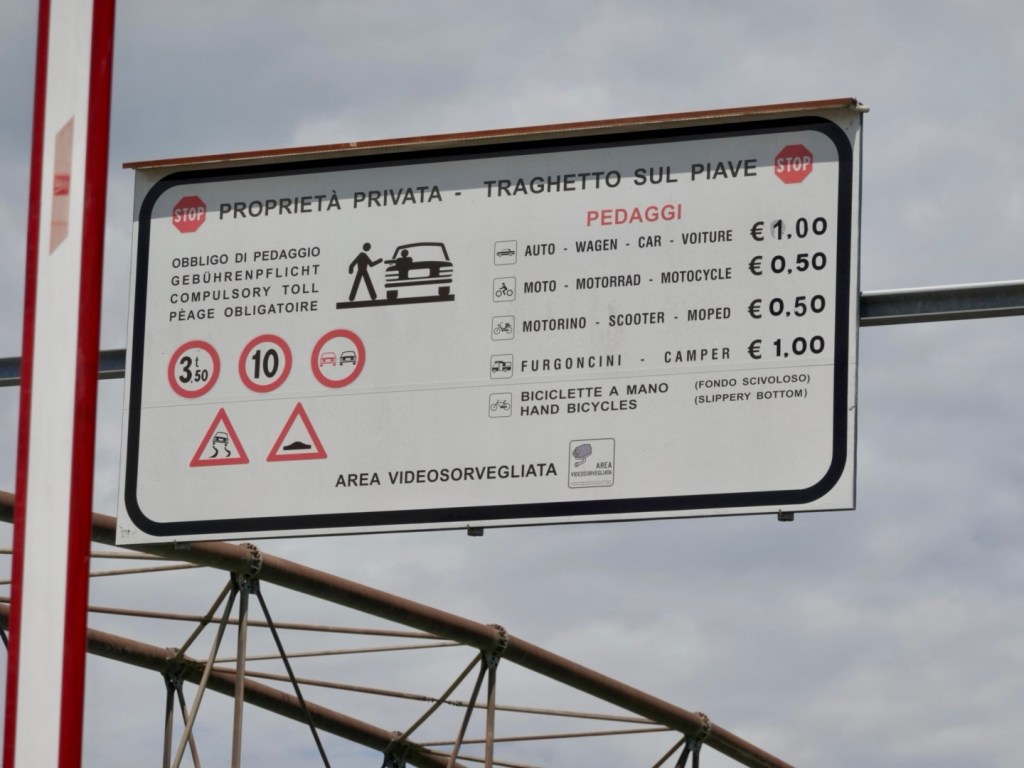 STOP PROPRIETÀ PRIVATA - TRAGHETTO SUL PIAVE STOP
PEDAGGI
OBBLIGO DI PEDAGGIO
GEBÜHRENPFLICHT
COMPULSORY TOLL
PÈAGE OBLIGATOIRE
3,50 t
10
AUTO - WAGEN - CAR - VOITURE € 1.00
MOTO - MOTORRAD - MOTOCYCLE € 0.50
MOTORINO - SCOOTER - MOPED € 0.50
FURGONCINI - CAMPER € 1.00
BICICLETTE A MANO (FONDO SCIVOLOSO)
HAND BICYCLES (SLIPPERY BOTTOM)
AREA VIDEOSORVEGLIATA
AREA
VIDEOSORVEGLIATA